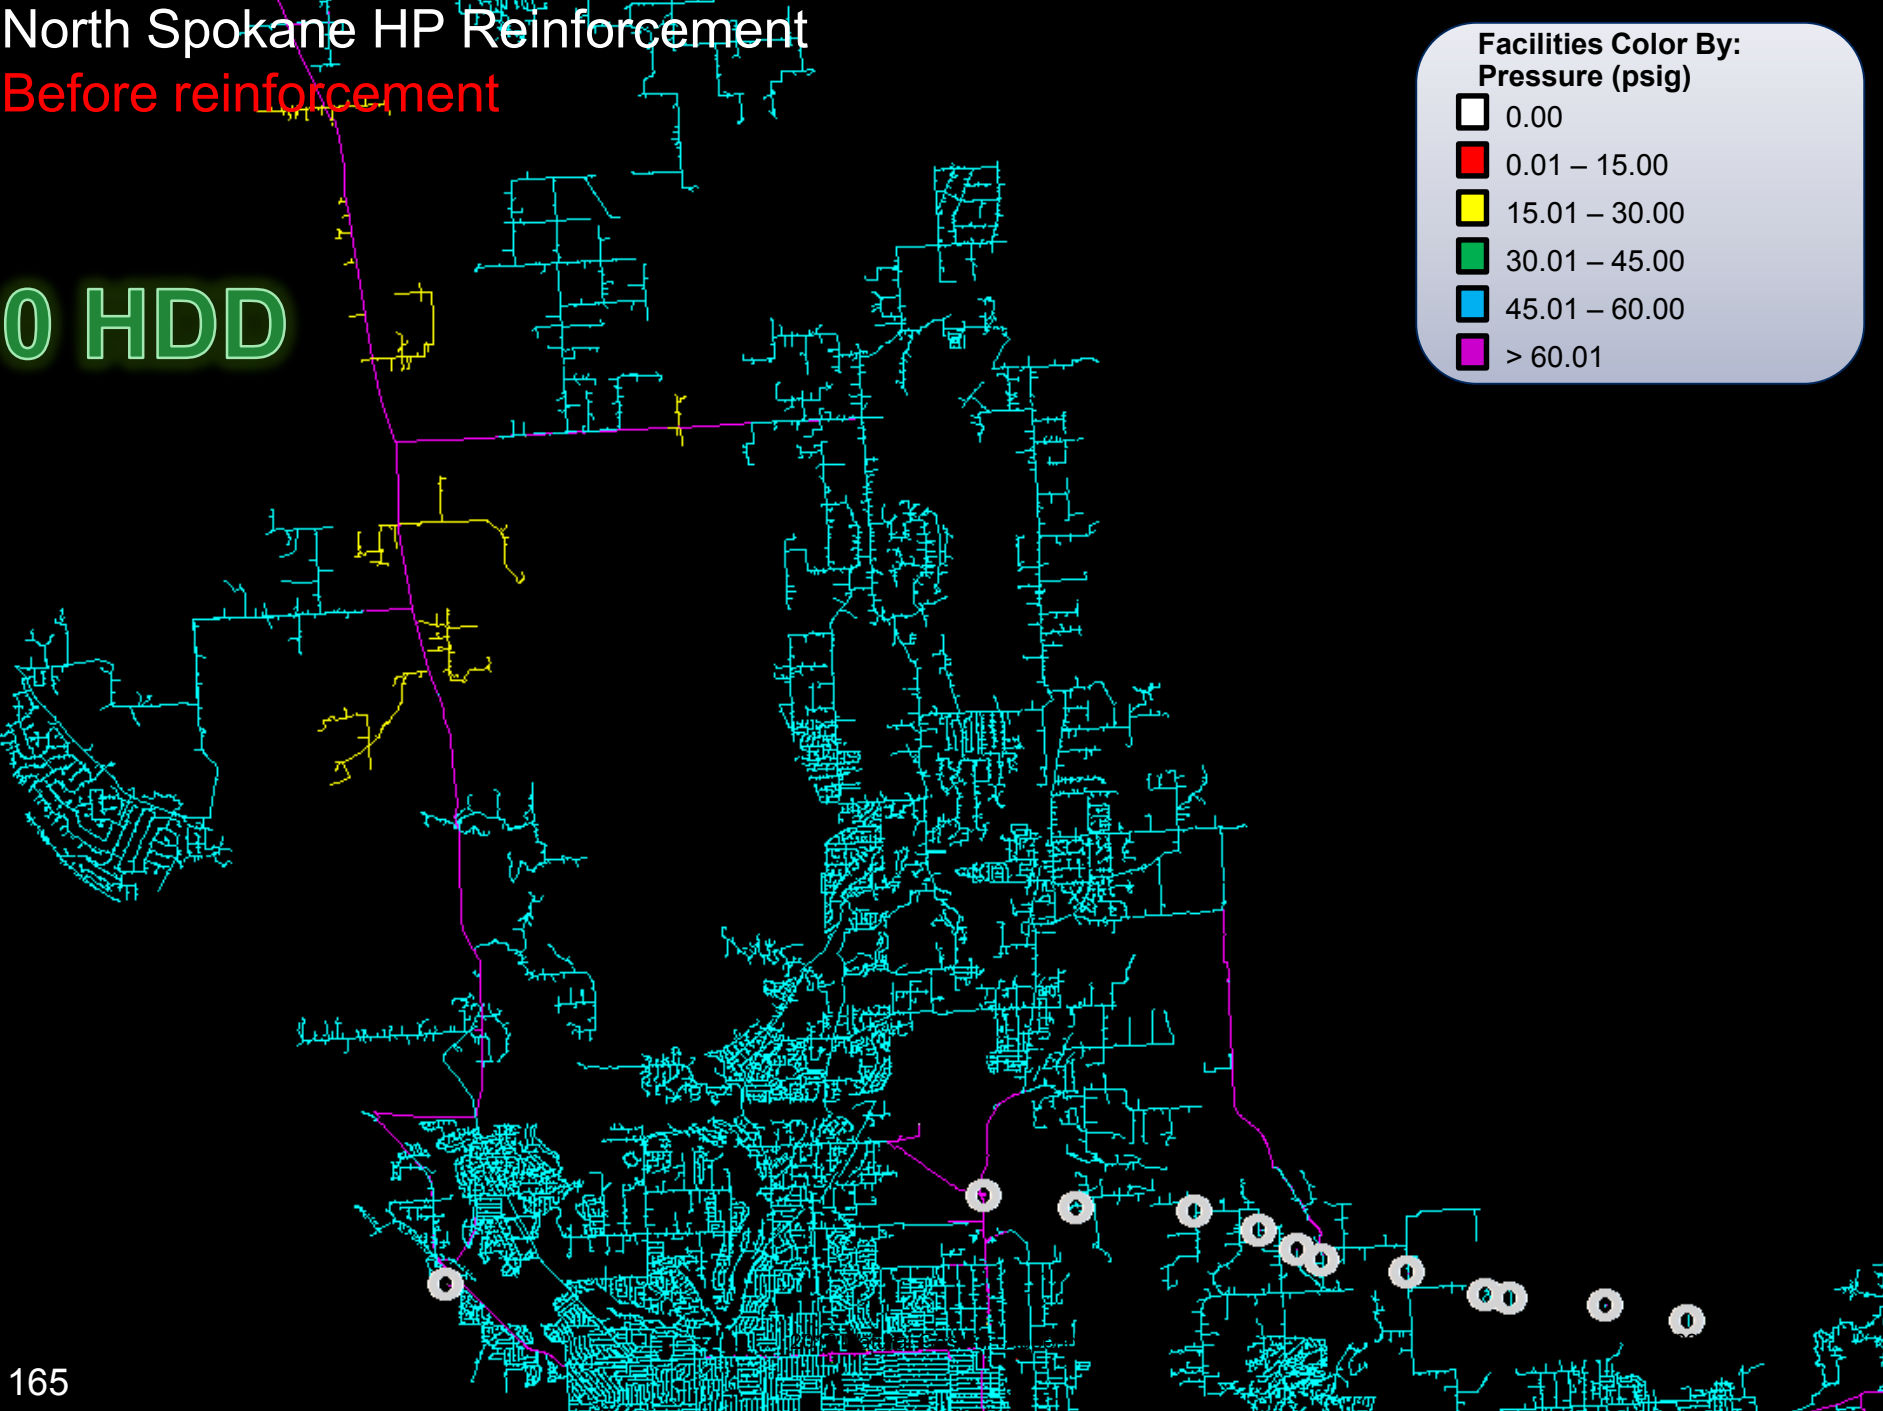 North Spokane HP Reinforcement
Before reinforcement
Facilities Color By:
Pressure (psig)
0.00
0.01 – 15.00
15.01 – 30.00
30.01 – 45.00
45.01 – 60.00
> 60.01
0 HDD
165